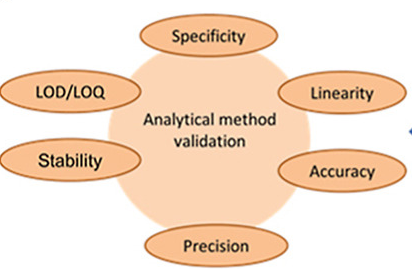 Specificity
LOD/LOQ
Linearity
Analytical method
validation
Stability
Accuracy
Precision